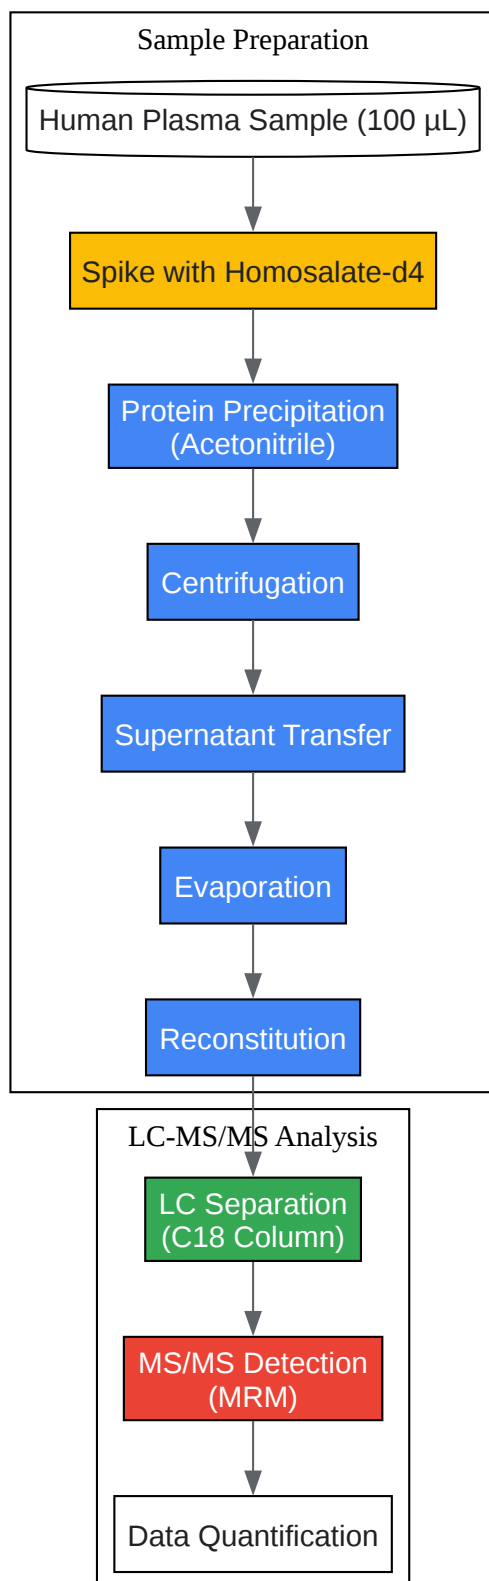 Sample Preparation
Human Plasma Sample (100 µL)
Spike with Homosalate-d4
Protein Precipitation
(Acetonitrile)
Centrifugation
Supernatant Transfer
Evaporation
Reconstitution
LC-MS/MS Analysis
LC Separation
(C18 Column)
MS/MS Detection
(MRM)
Data Quantification